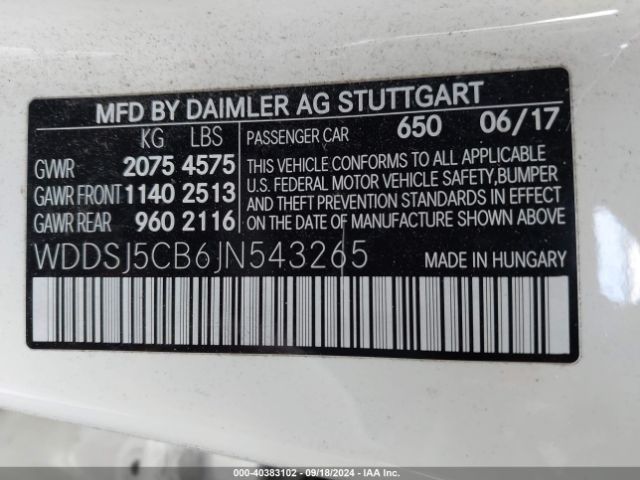 MFD BY DAIMLER AG STUTTGART
KG LBS
GVWR 2075 4575
GAWR FRONT 1140 2513
GAWR REAR 960 2116
PASSENGER CAR 650 06/17
THIS VEHICLE CONFORMS TO ALL APPLICABLE
U.S. FEDERAL MOTOR VEHICLE SAFETY,BUMPER
AND THEFT PREVENTION STANDARDS IN EFFECT
ON THE DATE OF MANUFACTURE SHOWN ABOVE
WDDSJ5CB6JN543265
MADE IN HUNGARY
000-40383102 - 09/18/2024 - IAA Inc.